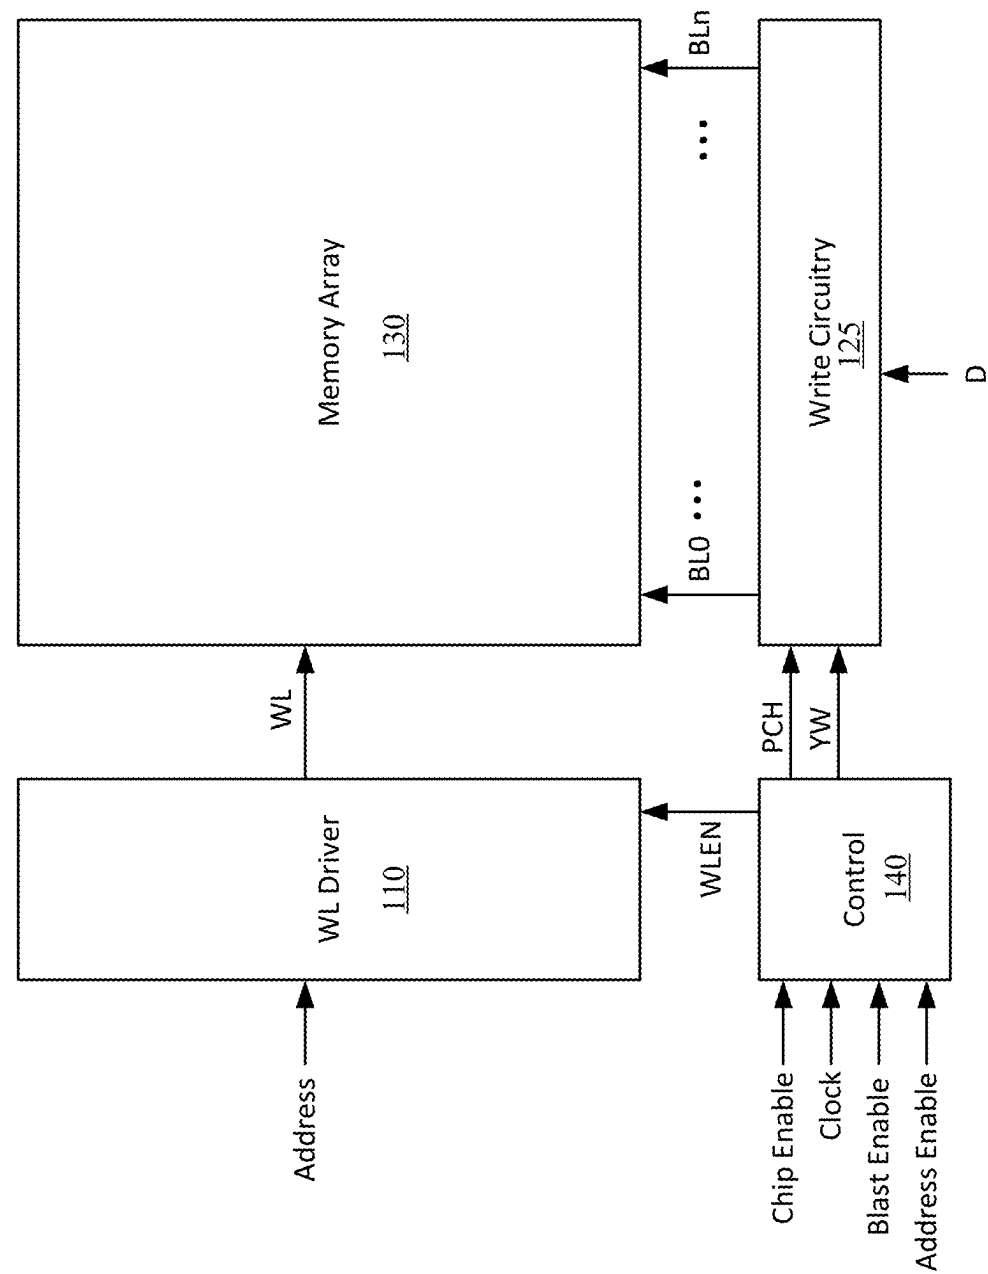 Address
WL Driver
110
WL
Memory Array
130
WLEN
BL0
...
...
BLn
Chip Enable
Clock
Blast Enable
Address Enable
Control
140
PCH
YW
Write Circuitry
125
D